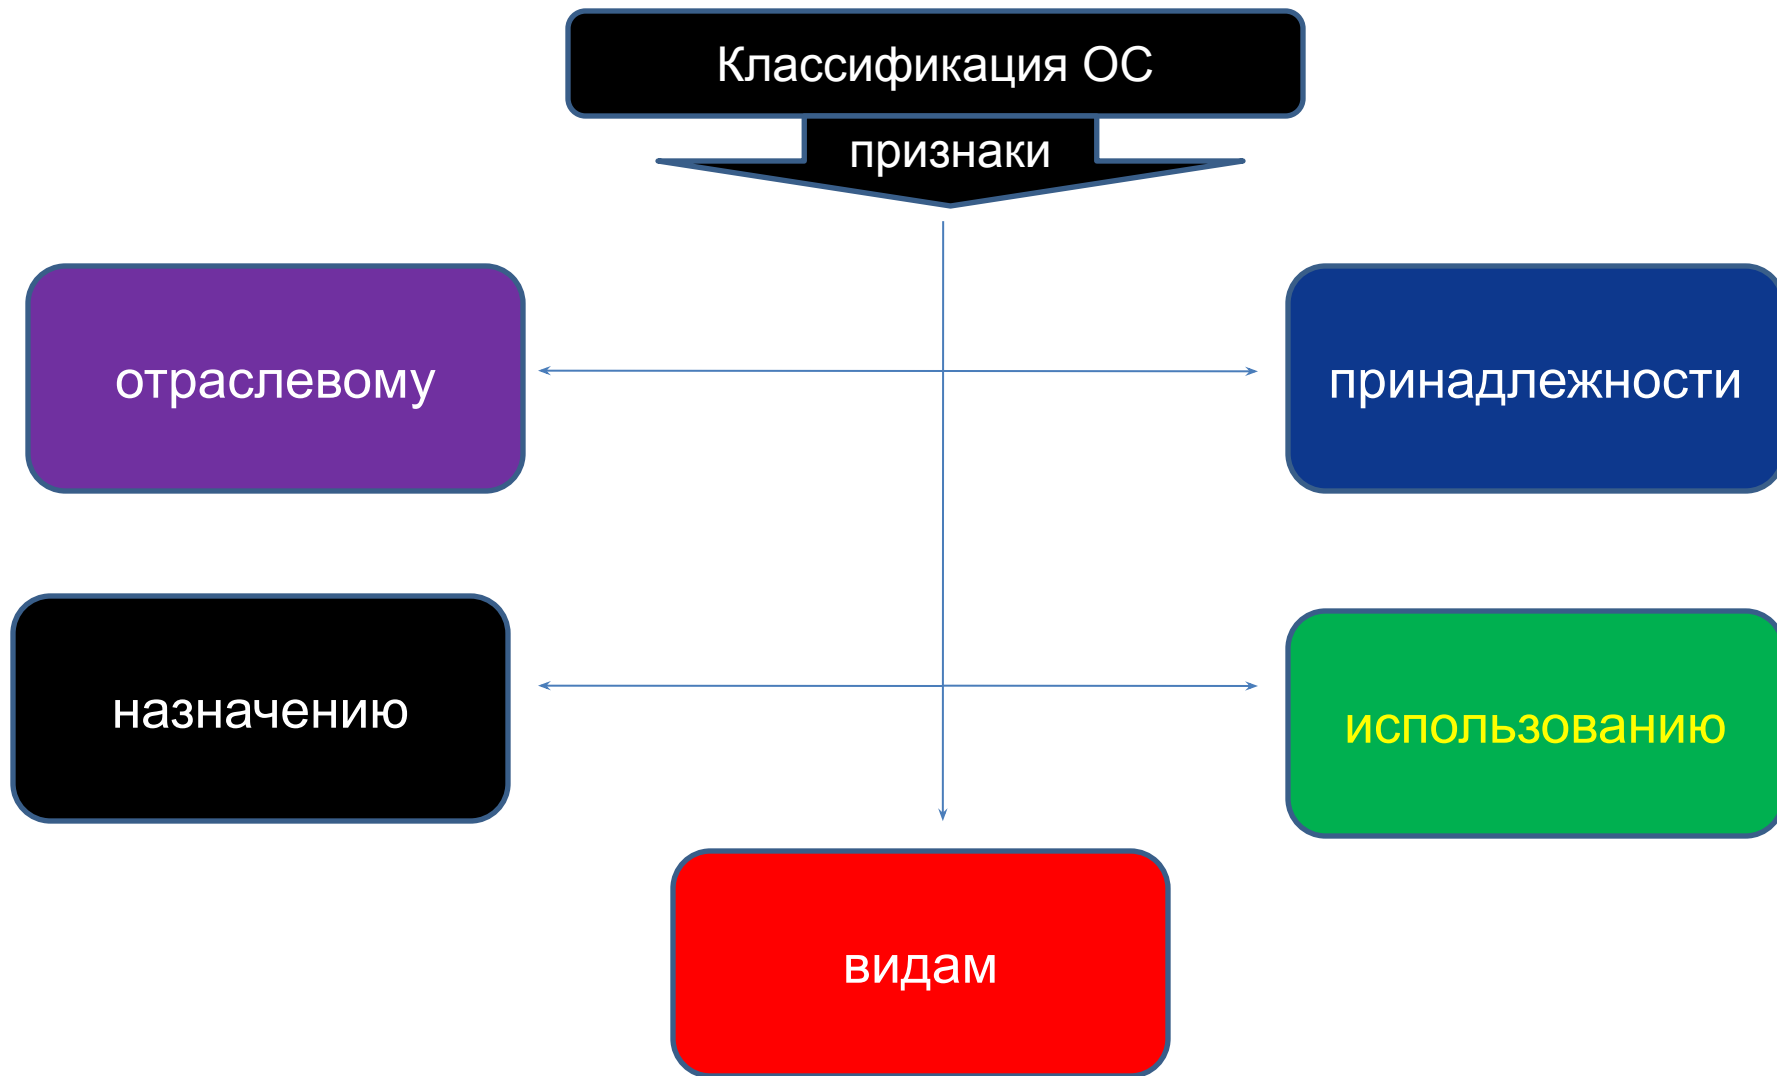 Классификация ОС
признаки
отраслевому
принадлежности
назначению
использованию
видам